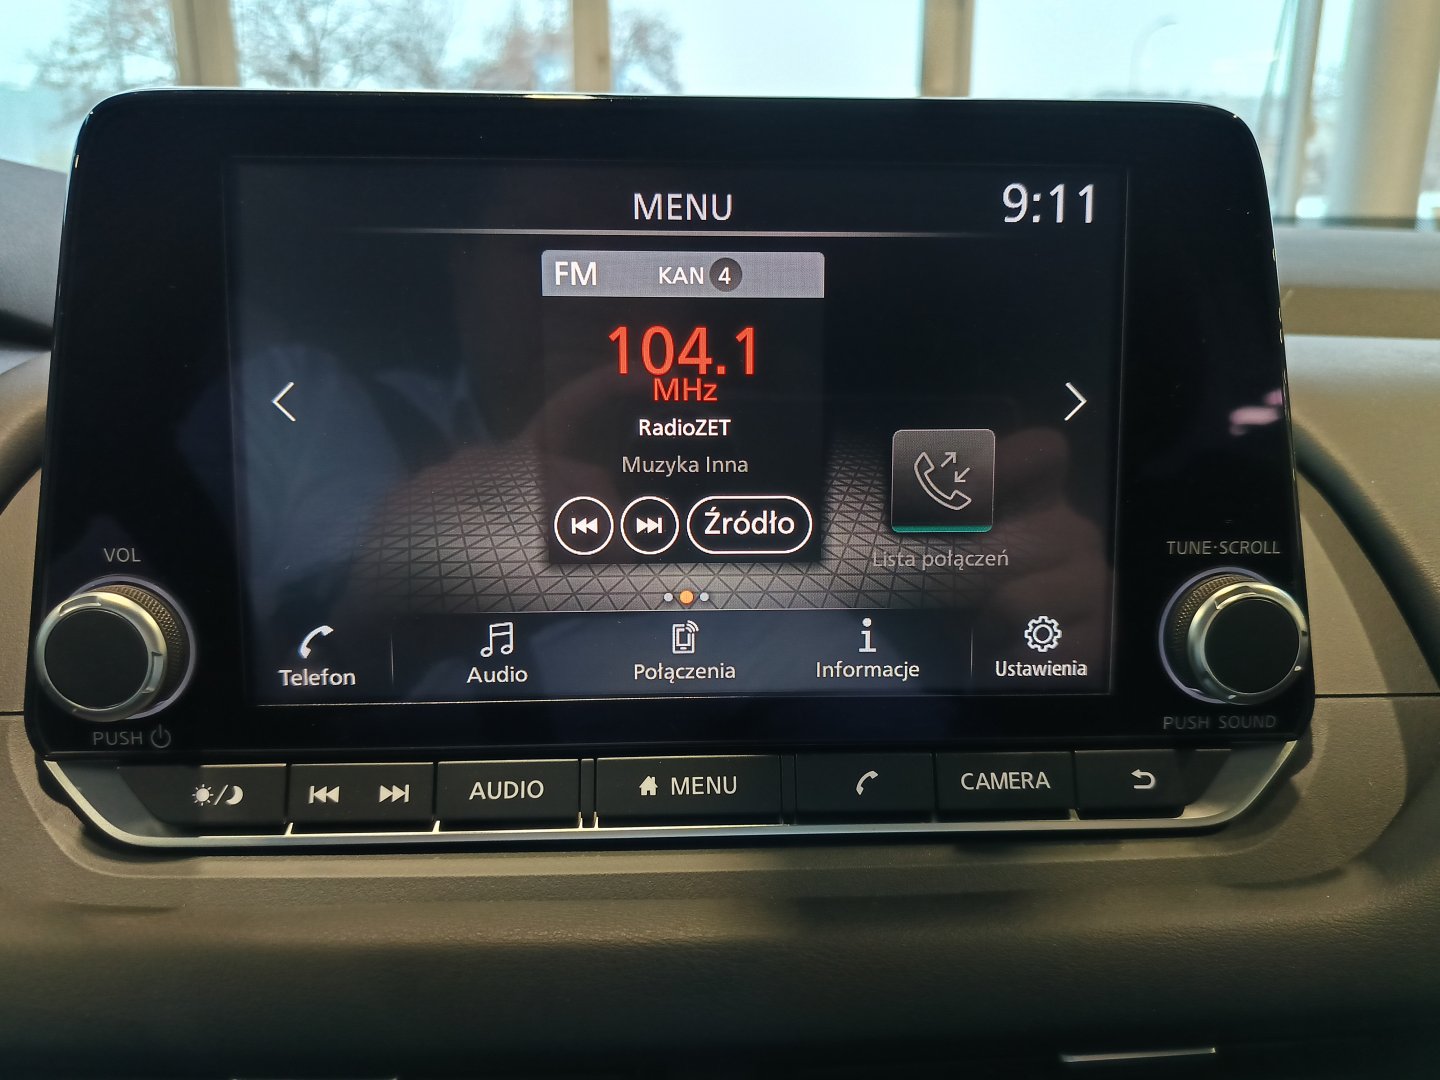 MENU
9:11
FM KAN 4
104.1
MHz
RadioZET
Muzyka Inna
Źródło
Lista połączeń
Telefon
Audio
Połączenia
Informacje
Ustawienia
VOL
PUSH
TUNE·SCROLL
PUSH SOUND
AUDIO
MENU
CAMERA